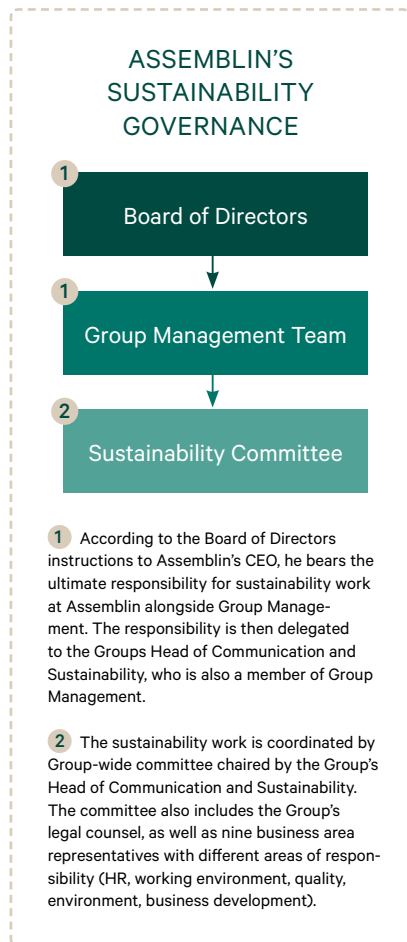 ASSEMBLIN'S
SUSTAINABILITY
GOVERNANCE
1
Board of Directors
1
Group Management Team
2
Sustainability Committee
1 According to the Board of Directors
instructions to Assemblin's CEO, he bears the
ultimate responsibility for sustainability work
at Assemblin alongside Group Manage-
ment. The responsibility is then delegated
to the Groups Head of Communication and
Sustainability, who is also a member of Group
Management.
2 The sustainability work is coordinated by
Group-wide committee chaired by the Group's
Head of Communication and Sustainability.
The committee also includes the Group's
legal counsel, as well as nine business area
representatives with different areas of respon-
sibility (HR, working environment, quality,
environment, business development).